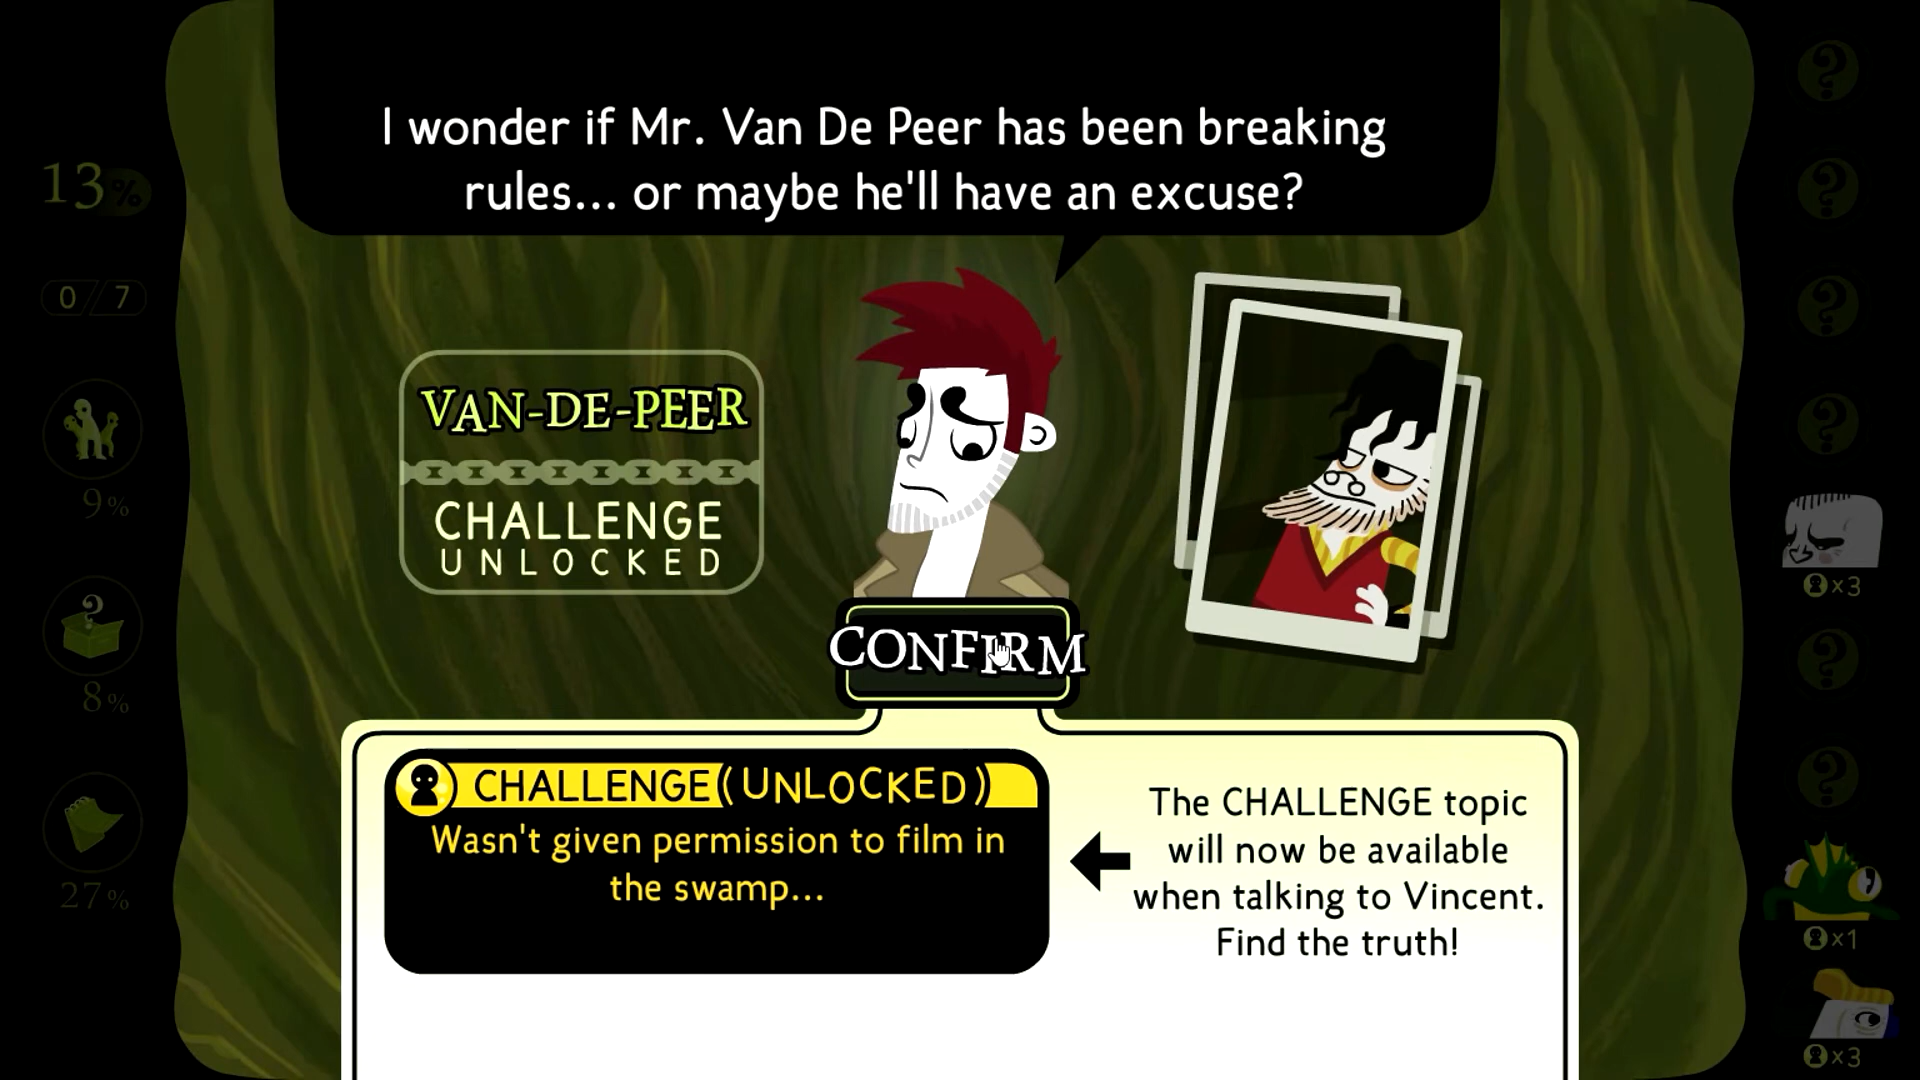 I wonder if Mr. Van De Peer has been breaking
rules... or maybe he'll have an excuse?
13%
0/7
9%
8%
27%
VAN-DE-PEER
CHALLENGE
UNLOCKED
CONFIRM
CHALLENGE (UNLOCKED)
Wasn't given permission to film in
the swamp...
The CHALLENGE topic
will now be available
when talking to Vincent.
Find the truth!
?
?
?
?
x3
?
?
x1
x3
?